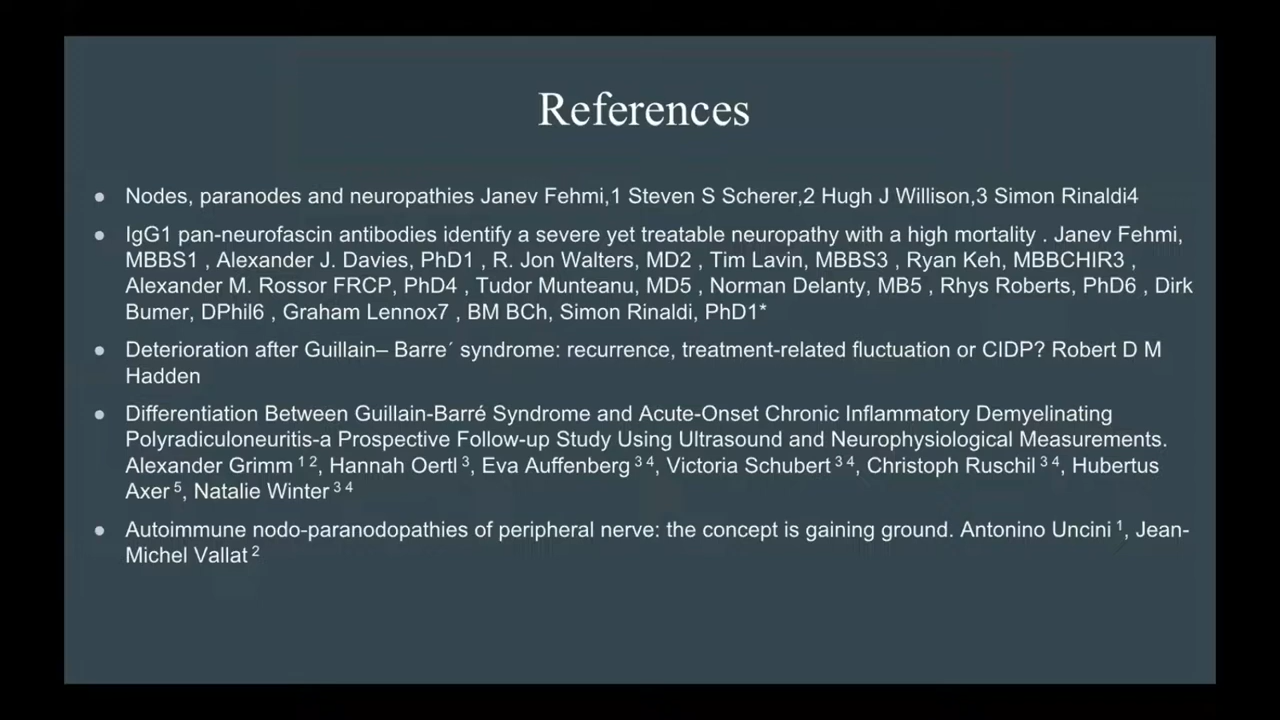 References
● Nodes, paranodes and neuropathies Janev Fehmi,1 Steven S Scherer,2 Hugh J Willison,3 Simon Rinaldi4
● IgG1 pan-neurofascin antibodies identify a severe yet treatable neuropathy with a high mortality . Janev Fehmi,
MBBS1 , Alexander J. Davies, PhD1 , R. Jon Walters, MD2 , Tim Lavin, MBBS3 , Ryan Keh, MBBCHIR3 ,
Alexander M. Rossor FRCP, PhD4 , Tudor Munteanu, MD5 , Norman Delanty, MB5 , Rhys Roberts, PhD6 , Dirk
Bumer, DPhil6 , Graham Lennox7 , BM BCh, Simon Rinaldi, PhD1*
● Deterioration after Guillain– Barre´ syndrome: recurrence, treatment-related fluctuation or CIDP? Robert D M
Hadden
● Differentiation Between Guillain-Barré Syndrome and Acute-Onset Chronic Inflammatory Demyelinating
Polyradiculoneuritis-a Prospective Follow-up Study Using Ultrasound and Neurophysiological Measurements.
Alexander Grimm 1 2, Hannah Oertl 3, Eva Auffenberg 3 4, Victoria Schubert 3 4, Christoph Ruschil 3 4, Hubertus
Axer 5, Natalie Winter 3 4
● Autoimmune nodo-paranodopathies of peripheral nerve: the concept is gaining ground. Antonino Uncini 1, Jean-
Michel Vallat 2